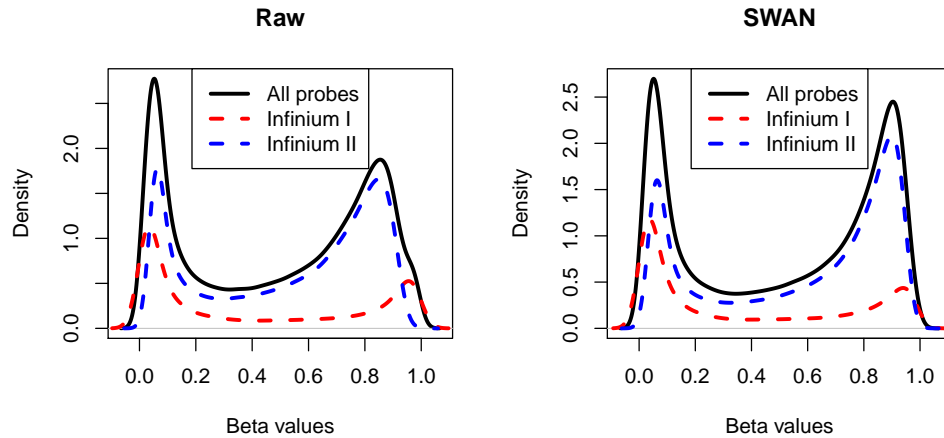 Raw
Density
0.0
1.0
2.0
All probes
Infinium I
Infinium II
0.0 0.2 0.4 0.6 0.8 1.0
Beta values
SWAN
Density
0.0
0.5
1.0
1.5
2.0
2.5
All probes
Infinium I
Infinium II
0.0 0.2 0.4 0.6 0.8 1.0
Beta values